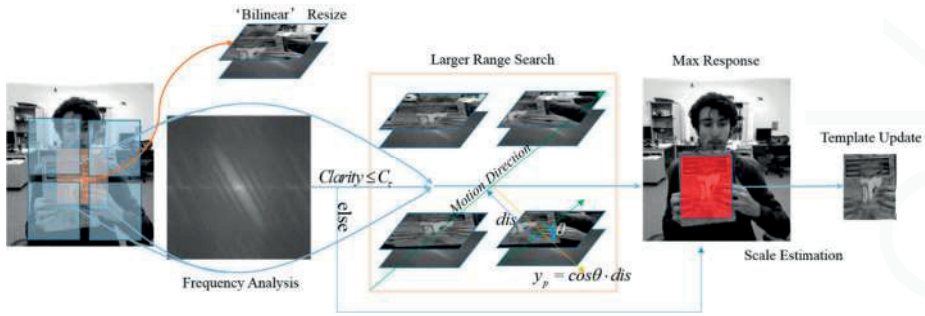 ‘Bilinear’ Resize
Larger Range Search
Max Response
Template Update
Clarity ≤ C_τ
else
Motion Direction
dis
θ
y_p = cosθ · dis
Frequency Analysis
Scale Estimation